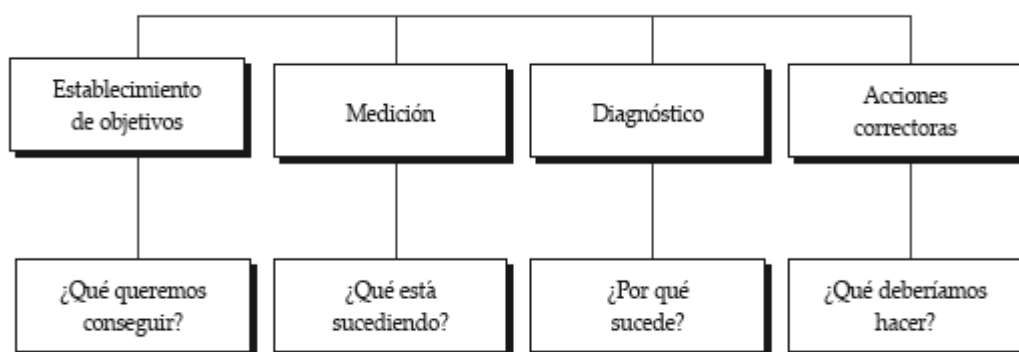 Establecimiento
de objetivos
Medición
Diagnóstico
Acciones
correctoras
¿Qué queremos
conseguir?
¿Qué está
sucediendo?
¿Por qué
sucede?
¿Qué deberíamos
hacer?